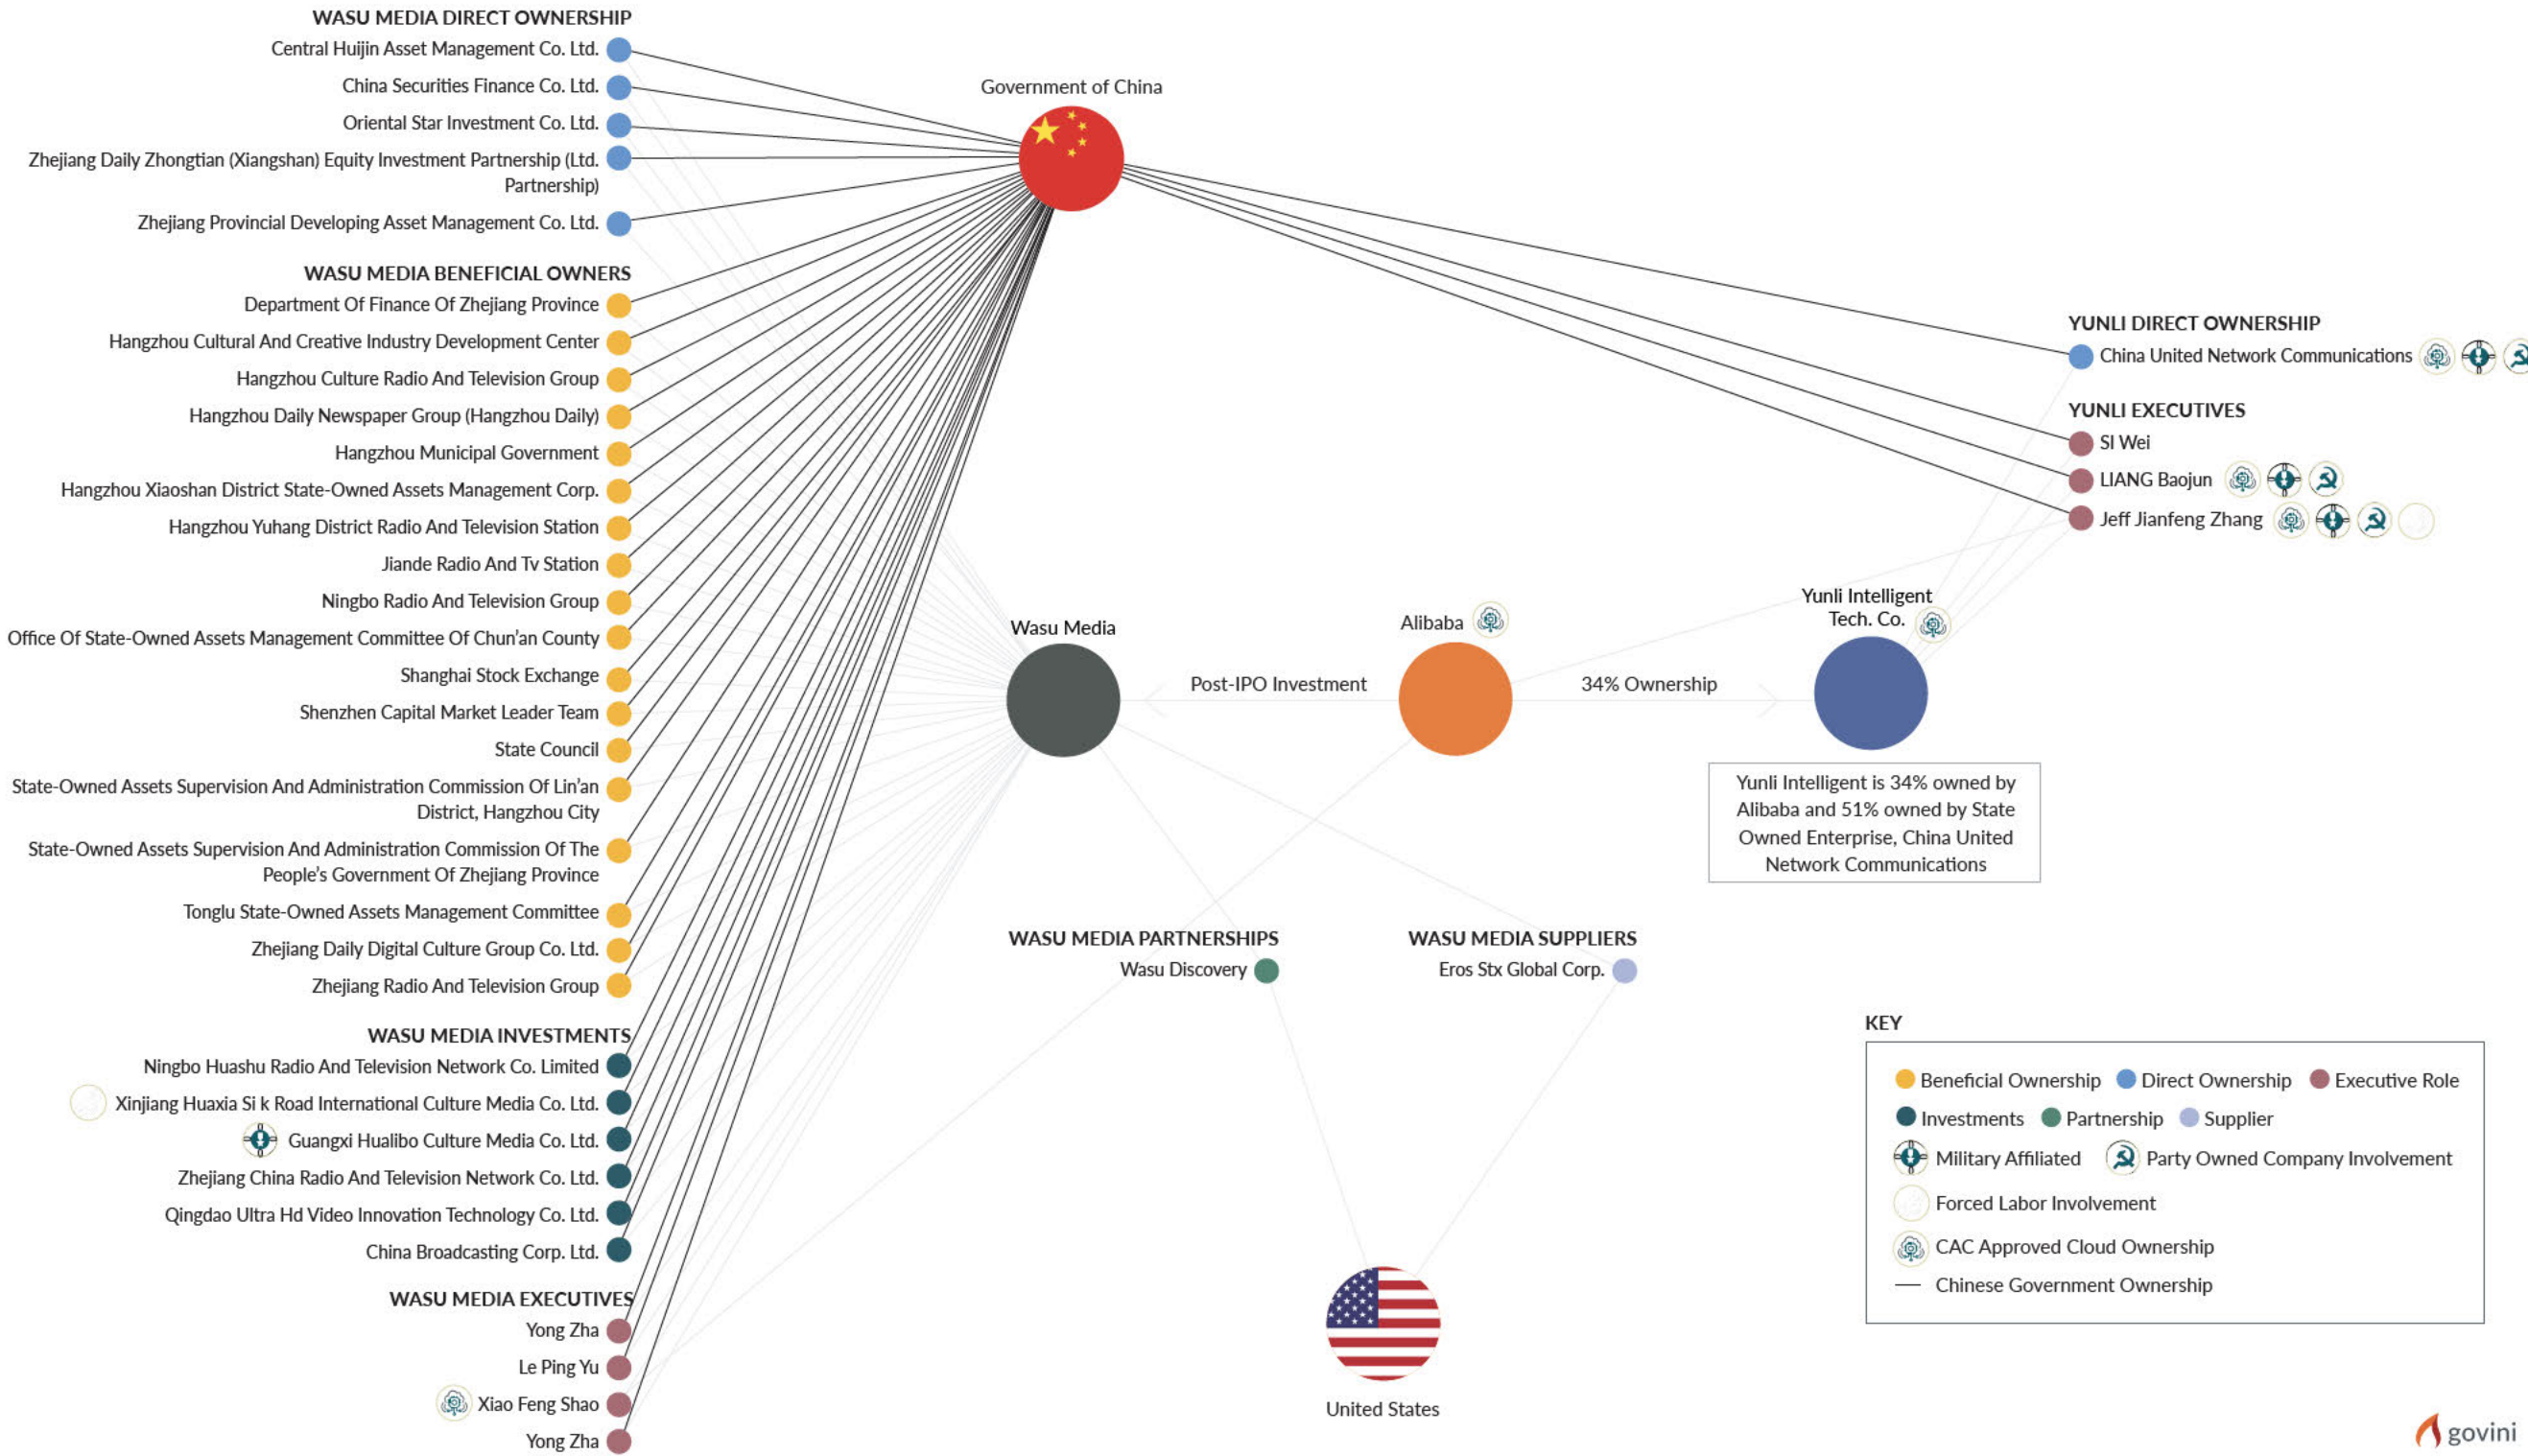 WASU MEDIA DIRECT OWNERSHIP
Central Huijin Asset Management Co. Ltd.
China Securities Finance Co. Ltd.
Oriental Star Investment Co. Ltd.
Zhejiang Daily Zhongtian (Xiangshan) Equity Investment Partnership (Ltd.
Partnership)
Zhejiang Provincial Developing Asset Management Co. Ltd.
WASU MEDIA BENEFICIAL OWNERS
Department Of Finance Of Zhejiang Province
Hangzhou Cultural And Creative Industry Development Center
Hangzhou Culture Radio And Television Group
Hangzhou Daily Newspaper Group (Hangzhou Daily)
Hangzhou Municipal Government
Hangzhou Xiaoshan District State-Owned Assets Management Corp.
Hangzhou Yuhang District Radio And Television Station
Jiande Radio And Tv Station
Ningbo Radio And Television Group
Office Of State-Owned Assets Management Committee Of Chun'an County
Shanghai Stock Exchange
Shenzhen Capital Market Leader Team
State Council
State-Owned Assets Supervision And Administration Commission Of Lin'an
District, Hangzhou City
State-Owned Assets Supervision And Administration Commission Of The
People's Government Of Zhejiang Province
Tonglu State-Owned Assets Management Committee
Zhejiang Daily Digital Culture Group Co. Ltd.
Zhejiang Radio And Television Group
WASU MEDIA INVESTMENTS
Ningbo Huashu Radio And Television Network Co. Limited
Xinjiang Huaxia Si k Road International Culture Media Co. Ltd.
Guangxi Hualibo Culture Media Co. Ltd.
Zhejiang China Radio And Television Network Co. Ltd.
Qingdao Ultra Hd Video Innovation Technology Co. Ltd.
China Broadcasting Corp. Ltd.
WASU MEDIA EXECUTIVES
Yong Zha
Le Ping Yu
Xiao Feng Shao
Yong Zha
Government of China
Wasu Media
Post-IPO Investment
Alibaba
34% Ownership
Yunli Intelligent
Tech. Co.
Yunli Intelligent is 34% owned by
Alibaba and 51% owned by State
Owned Enterprise, China United
Network Communications
YUNLI DIRECT OWNERSHIP
China United Network Communications
YUNLI EXECUTIVES
SI Wei
LIANG Baojun
Jeff Jianfeng Zhang
WASU MEDIA PARTNERSHIPS
Wasu Discovery
WASU MEDIA SUPPLIERS
Eros Stx Global Corp.
United States
KEY
Beneficial Ownership Direct Ownership Executive Role
Investments Partnership Supplier
Military Affiliated Party Owned Company Involvement
Forced Labor Involvement
CAC Approved Cloud Ownership
Chinese Government Ownership
govini